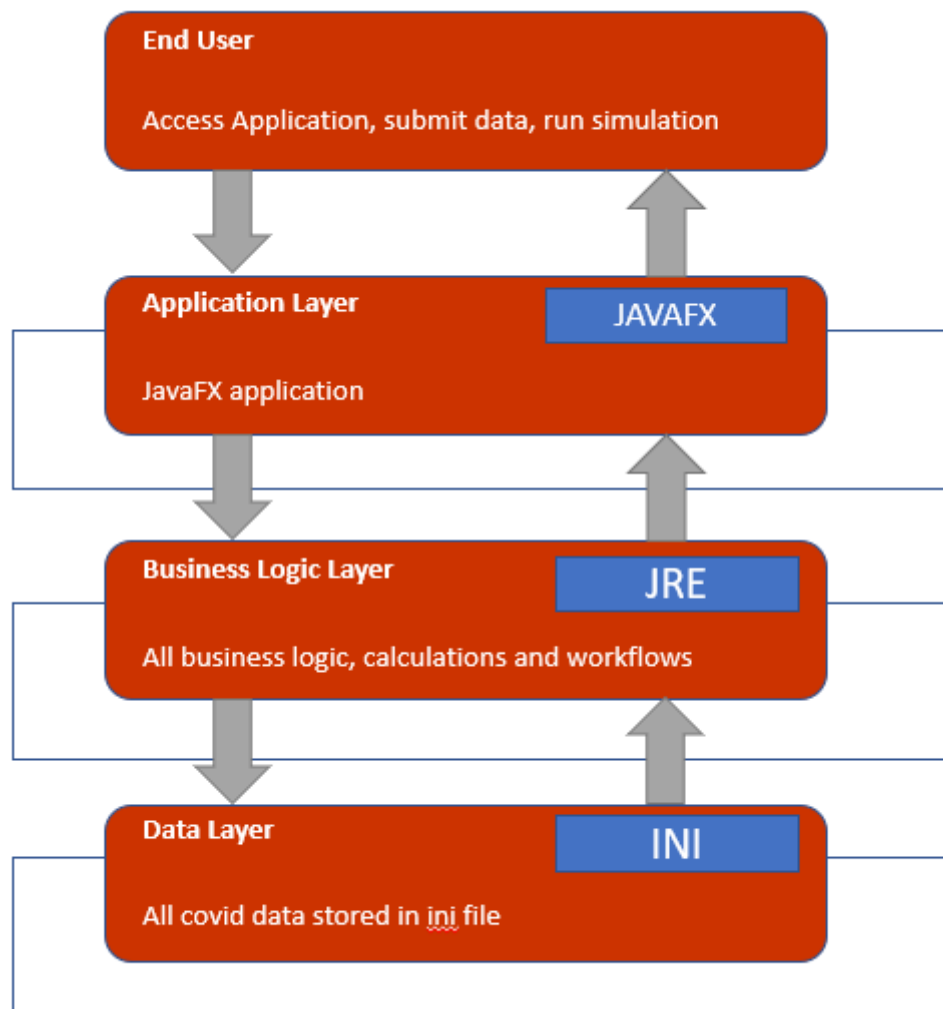 End User
Access Application, submit data, run simulation
Application Layer
JAVAFX
JavaFX application
Business Logic Layer
JRE
All business logic, calculations and workflows
Data Layer
INI
All covid data stored in ini file